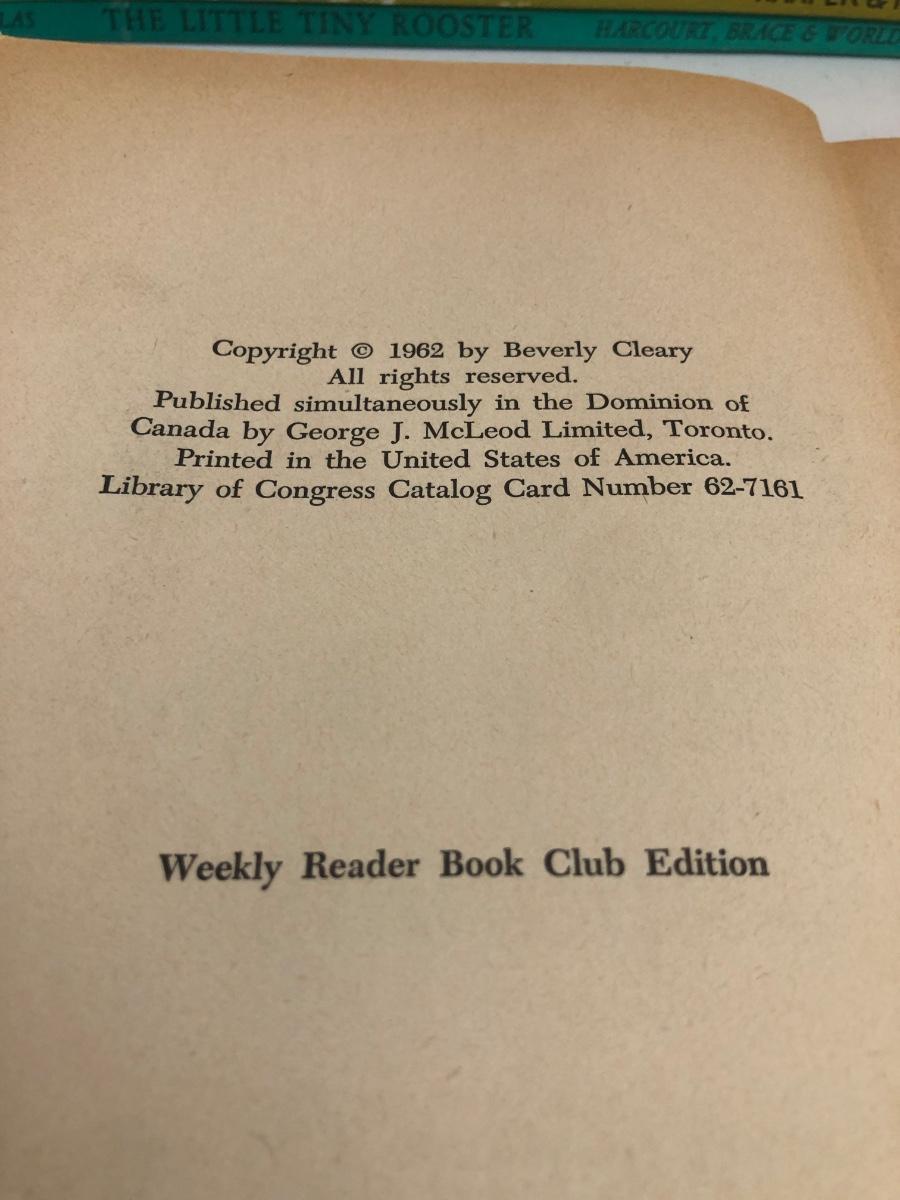 LAS THE LITTLE TINY ROOSTER HARCOURT, BRACE & WORLD
Copyright © 1962 by Beverly Cleary
All rights reserved.
Published simultaneously in the Dominion of
Canada by George J. McLeod Limited, Toronto.
Printed in the United States of America.
Library of Congress Catalog Card Number 62-7161
Weekly Reader Book Club Edition